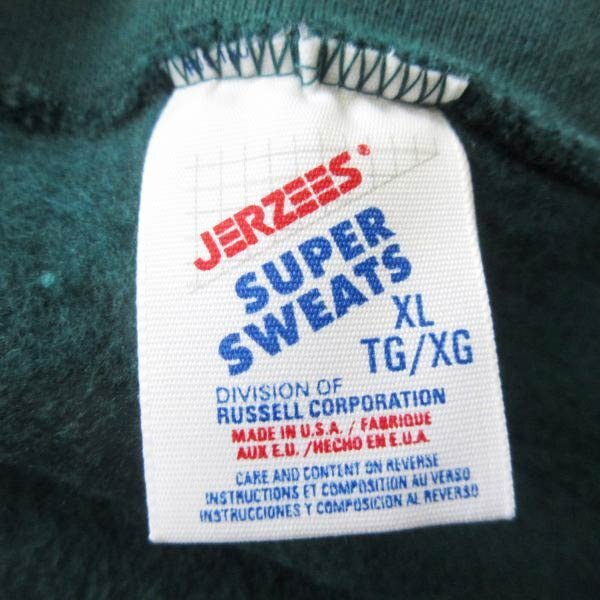 JERZEES®
SUPER
SWEATS
XL
TG/XG
DIVISION OF
RUSSELL CORPORATION
MADE IN U.S.A. / FABRIQUE
AUX E.U. /HECHO EN E.U.A.
CARE AND CONTENT ON REVERSE
INSTRUCTIONS ET COMPOSITION AU VERSO
INSTRUCCIONES Y COMPOSICION AL REVERSO